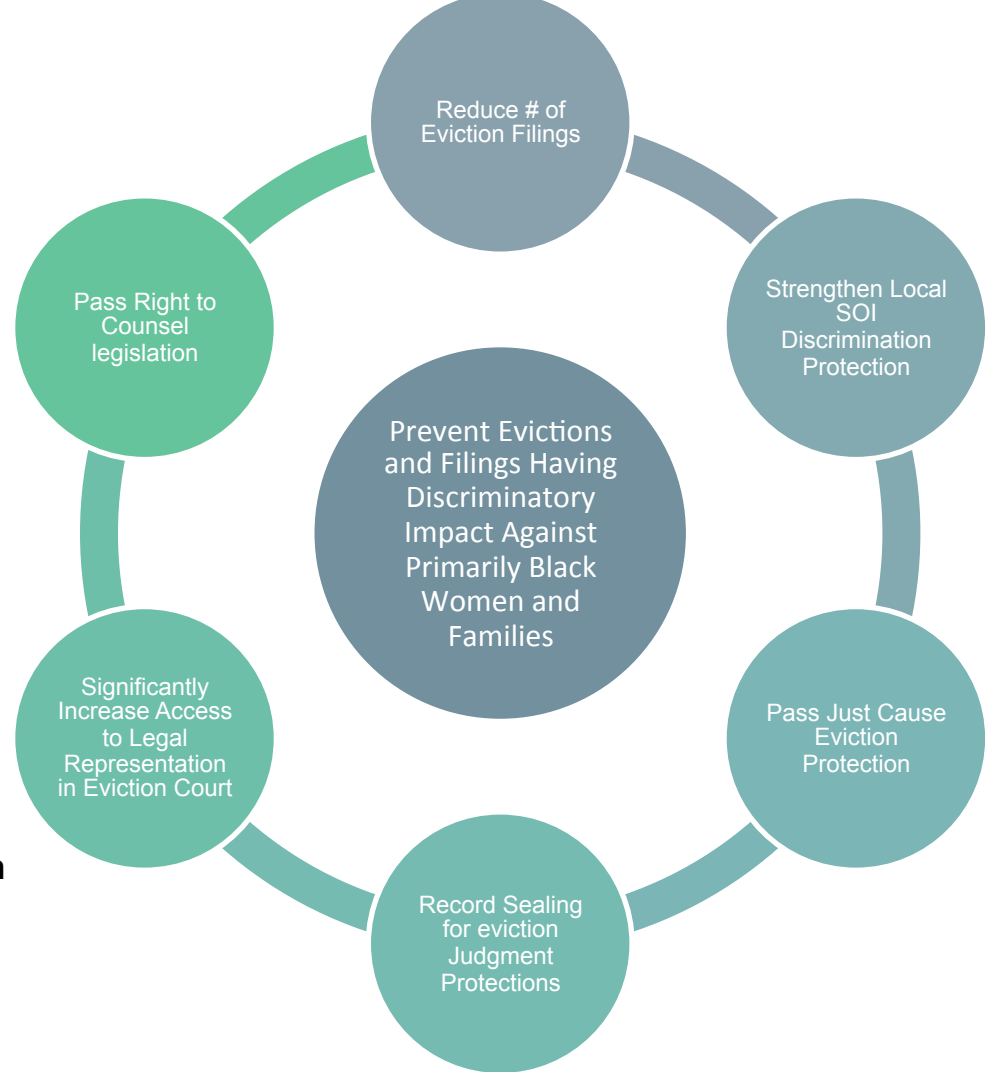 Reduce # of
Eviction Filings
Strengthen Local
SOI
Discrimination
Protection
Pass Just Cause
Eviction
Protection
Record Sealing
for eviction
Judgment
Protections
Significantly
Increase Access
to Legal
Representation
in Eviction Court
Pass Right to
Counsel
legislation
Prevent Evictions
and Filings Having
Discriminatory
Impact Against
Primarily Black
Women and
Families